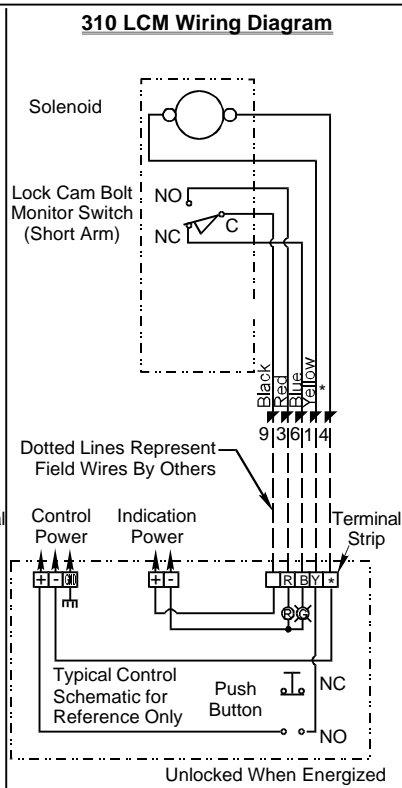 310 LCM Wiring Diagram
Solenoid
Lock Cam Bolt
Monitor Switch
(Short Arm)
NO
C
NC
Black
Red
Blue
Yellow
*
9 3 6 1 4
Dotted Lines Represent
Field Wires By Others
Control
Power
Indication
Power
Terminal
Strip
+ - GND
+ -
R B Y *
R G
Typical Control
Schematic for
Reference Only
Push
Button
NC
NO
Unlocked When Energized